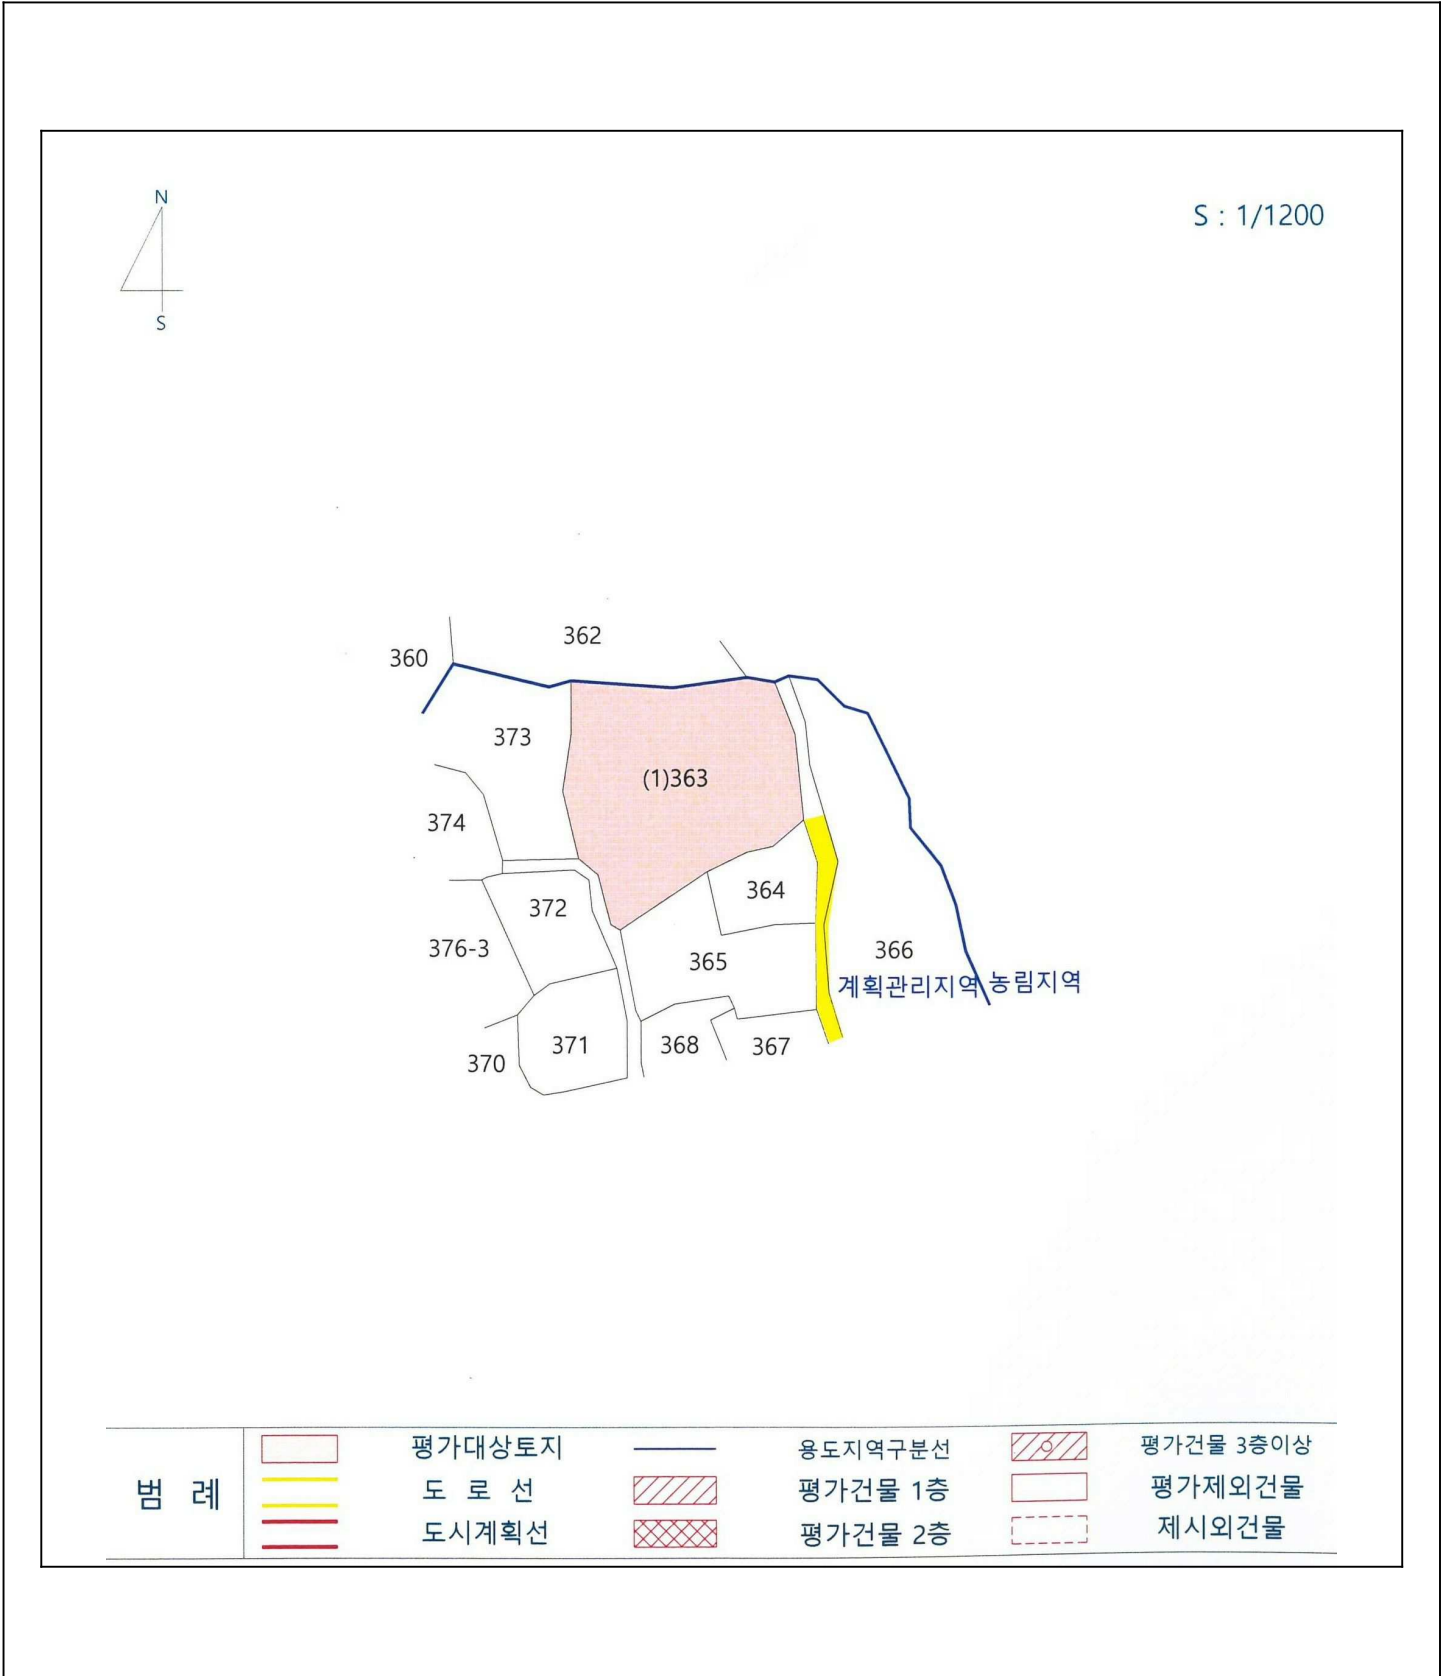 N
S : 1/1200
S
362
360
373
(1)363
374
364
372
376-3
365
366
계획관리지역 농림지역
371
368
367
370
범 례
평가대상토지
용도지역구분선
평가건물 3층이상
도 로 선
평가건물 1층
평가제외건물
도시계획선
평가건물 2층
제시외건물